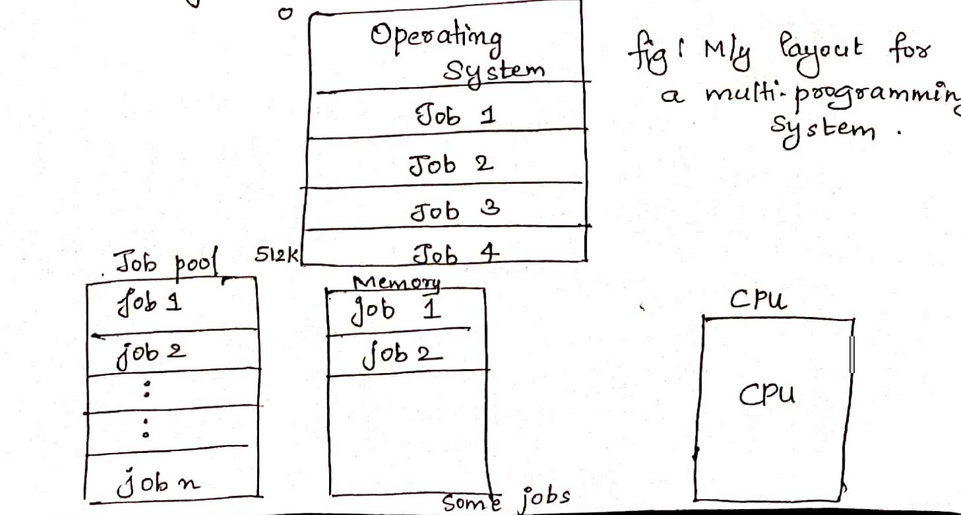 0
Operating
System
Job 1
Job 2
Job 3
Job 4
512K
fig: M/y layout for
a multi-programming
System.
Job pool
job 1
job 2
:
:
job n
Memory
job 1
job 2
Some jobs
CPU
CPU